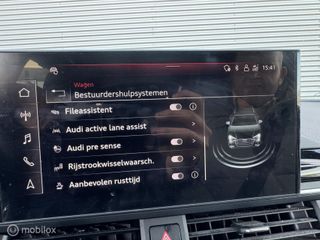 15:41
Wagen
Bestuurdershulpsystemen
Fileassistent
Audi active lane assist
Audi pre sense
Rijstrookwisselwaarsch.
Aanbevolen rusttijd
© mobilox